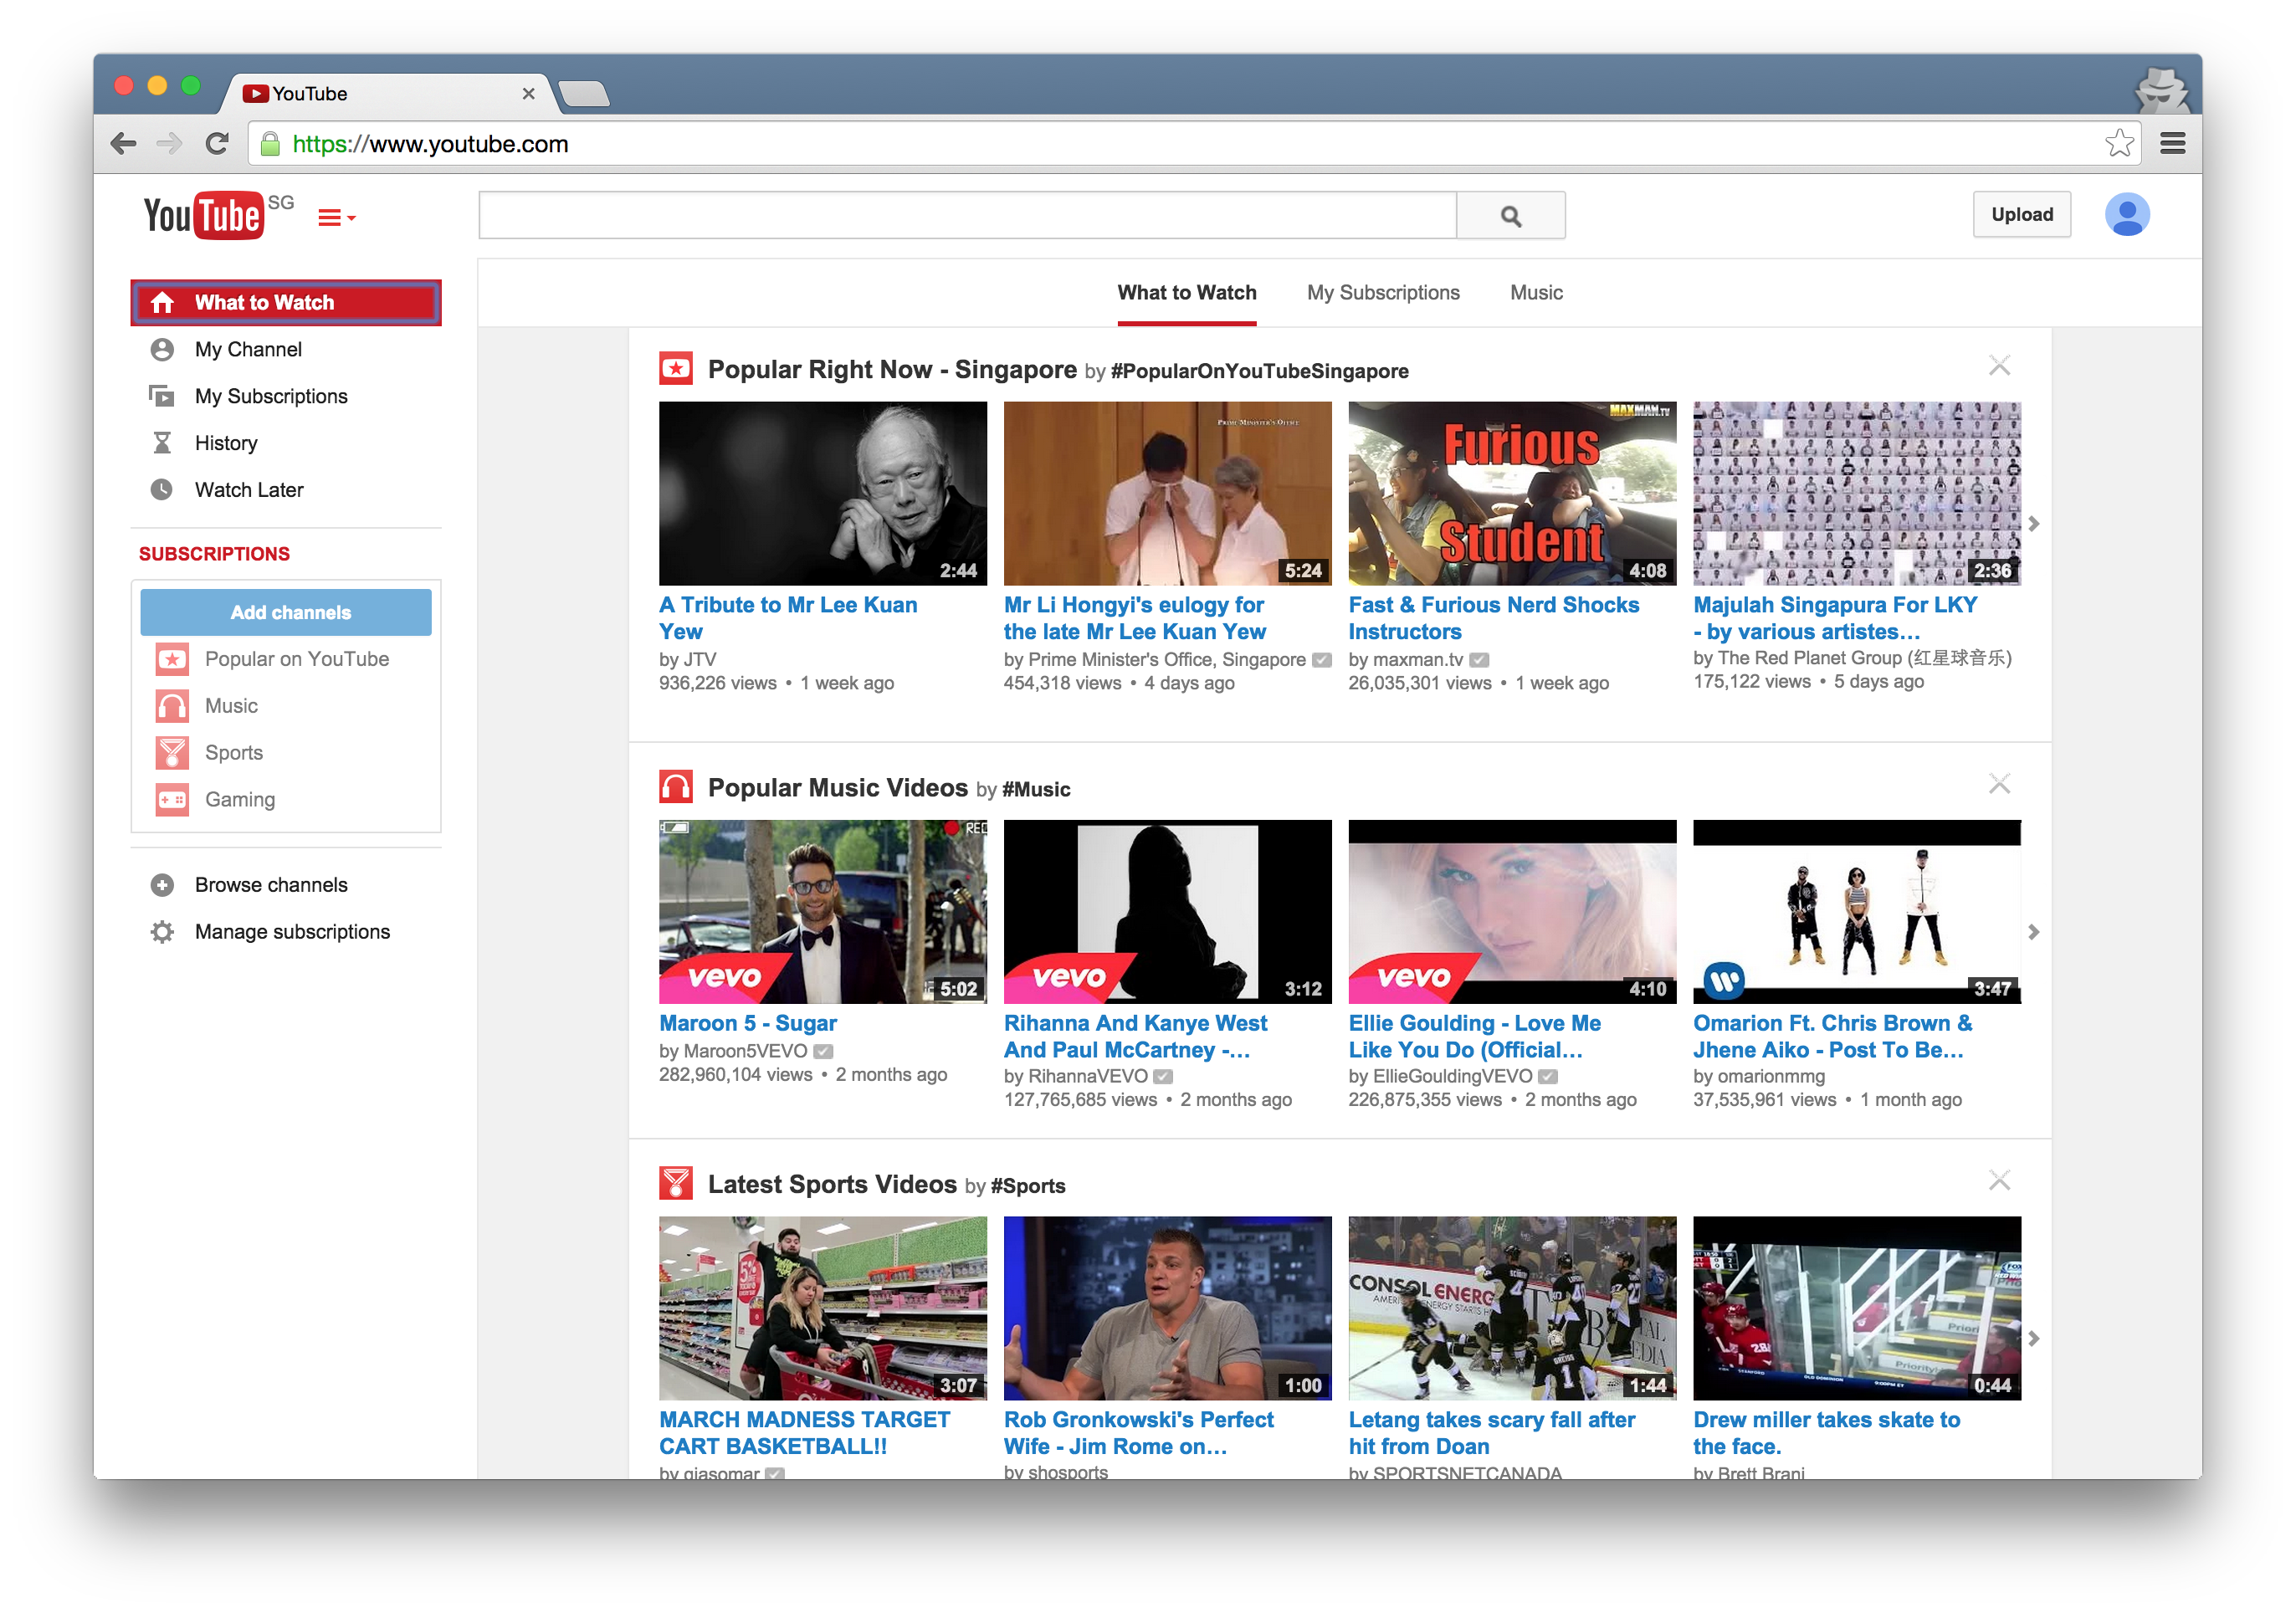 YouTube
https://www.youtube.com
YouTube SG
Upload
What to Watch
My Channel
My Subscriptions
History
Watch Later
SUBSCRIPTIONS
Add channels
Popular on YouTube
Music
Sports
Gaming
Browse channels
Manage subscriptions
What to Watch My Subscriptions Music
Popular Right Now - Singapore by #PopularOnYouTubeSingapore
2:44
PRIME MINISTER'S OFFICE
5:24
MAXMAN.TV
Furious
Student
4:08
2:36
A Tribute to Mr Lee Kuan
Yew
by JTV
936,226 views • 1 week ago
Mr Li Hongyi's eulogy for
the late Mr Lee Kuan Yew
by Prime Minister's Office, Singapore
454,318 views • 4 days ago
Fast & Furious Nerd Shocks
Instructors
by maxman.tv
26,035,301 views • 1 week ago
Majulah Singapura For LKY
- by various artistes...
by The Red Planet Group (红星球音乐)
175,122 views • 5 days ago
Popular Music Videos by #Music
REC
vevo
5:02
vevo
3:12
vevo
4:10
3:47
Maroon 5 - Sugar
by Maroon5VEVO
282,960,104 views • 2 months ago
Rihanna And Kanye West
And Paul McCartney -...
by RihannaVEVO
127,765,685 views • 2 months ago
Ellie Goulding - Love Me
Like You Do (Official...
by EllieGouldingVEVO
226,875,355 views • 2 months ago
Omarion Ft. Chris Brown &
Jhene Aiko - Post To Be...
by omarionmmg
37,535,961 views • 1 month ago
Latest Sports Videos by #Sports
5%
3:07
1:00
CONSOL ENERG
1:44
Priority
0:44
MARCH MADNESS TARGET
CART BASKETBALL!!
by qiasomar
Rob Gronkowski's Perfect
Wife - Jim Rome on...
by shosports
Letang takes scary fall after
hit from Doan
by SPORTSNETCANADA
Drew miller takes skate to
the face.
by Brett Brani